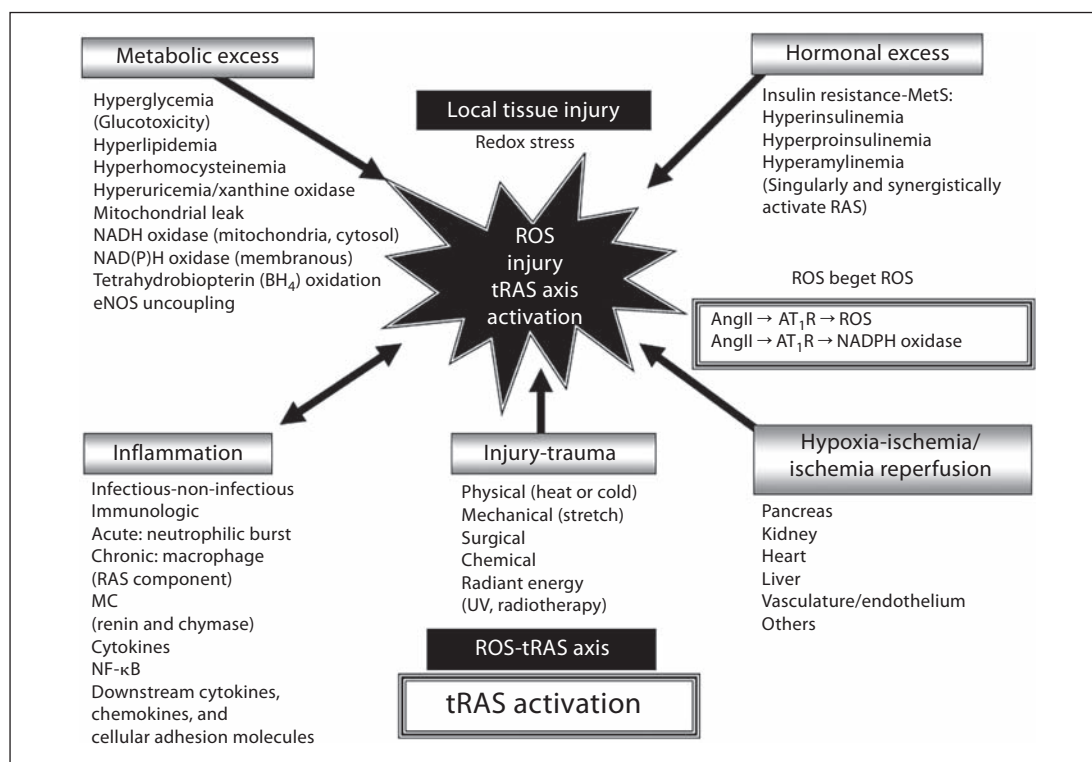 Metabolic excess
Hyperglycemia
(Glucotoxicity)
Hyperlipidemia
Hyperhomocysteinemia
Hyperuricemia/xanthine oxidase
Mitochondrial leak
NADH oxidase (mitochondria, cytosol)
NAD(P)H oxidase (membranous)
Tetrahydrobiopterin (BH₄) oxidation
eNOS uncoupling
Local tissue injury
Redox stress
ROS
injury
tRAS axis
activation
Hormonal excess
Insulin resistance-MetS:
Hyperinsulinemia
Hyperproinsulinemia
Hyperamylinemia
(Singularly and synergistically
activate RAS)
ROS beget ROS
AngII → AT₁R → ROS
AngII → AT₁R → NADPH oxidase
Inflammation
Infectious-non-infectious
Immunologic
Acute: neutrophilic burst
Chronic: macrophage
(RAS component)
MC
(renin and chymase)
Cytokines
NF-κB
Downstream cytokines,
chemokines, and
cellular adhesion molecules
Injury-trauma
Physical (heat or cold)
Mechanical (stretch)
Surgical
Chemical
Radiant energy
(UV, radiotherapy)
ROS-tRAS axis
tRAS activation
Hypoxia-ischemia/
ischemia reperfusion
Pancreas
Kidney
Heart
Liver
Vasculature/endothelium
Others